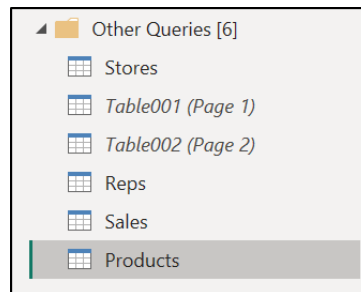 Other Queries [6]
Stores
Table001 (Page 1)
Table002 (Page 2)
Reps
Sales
Products